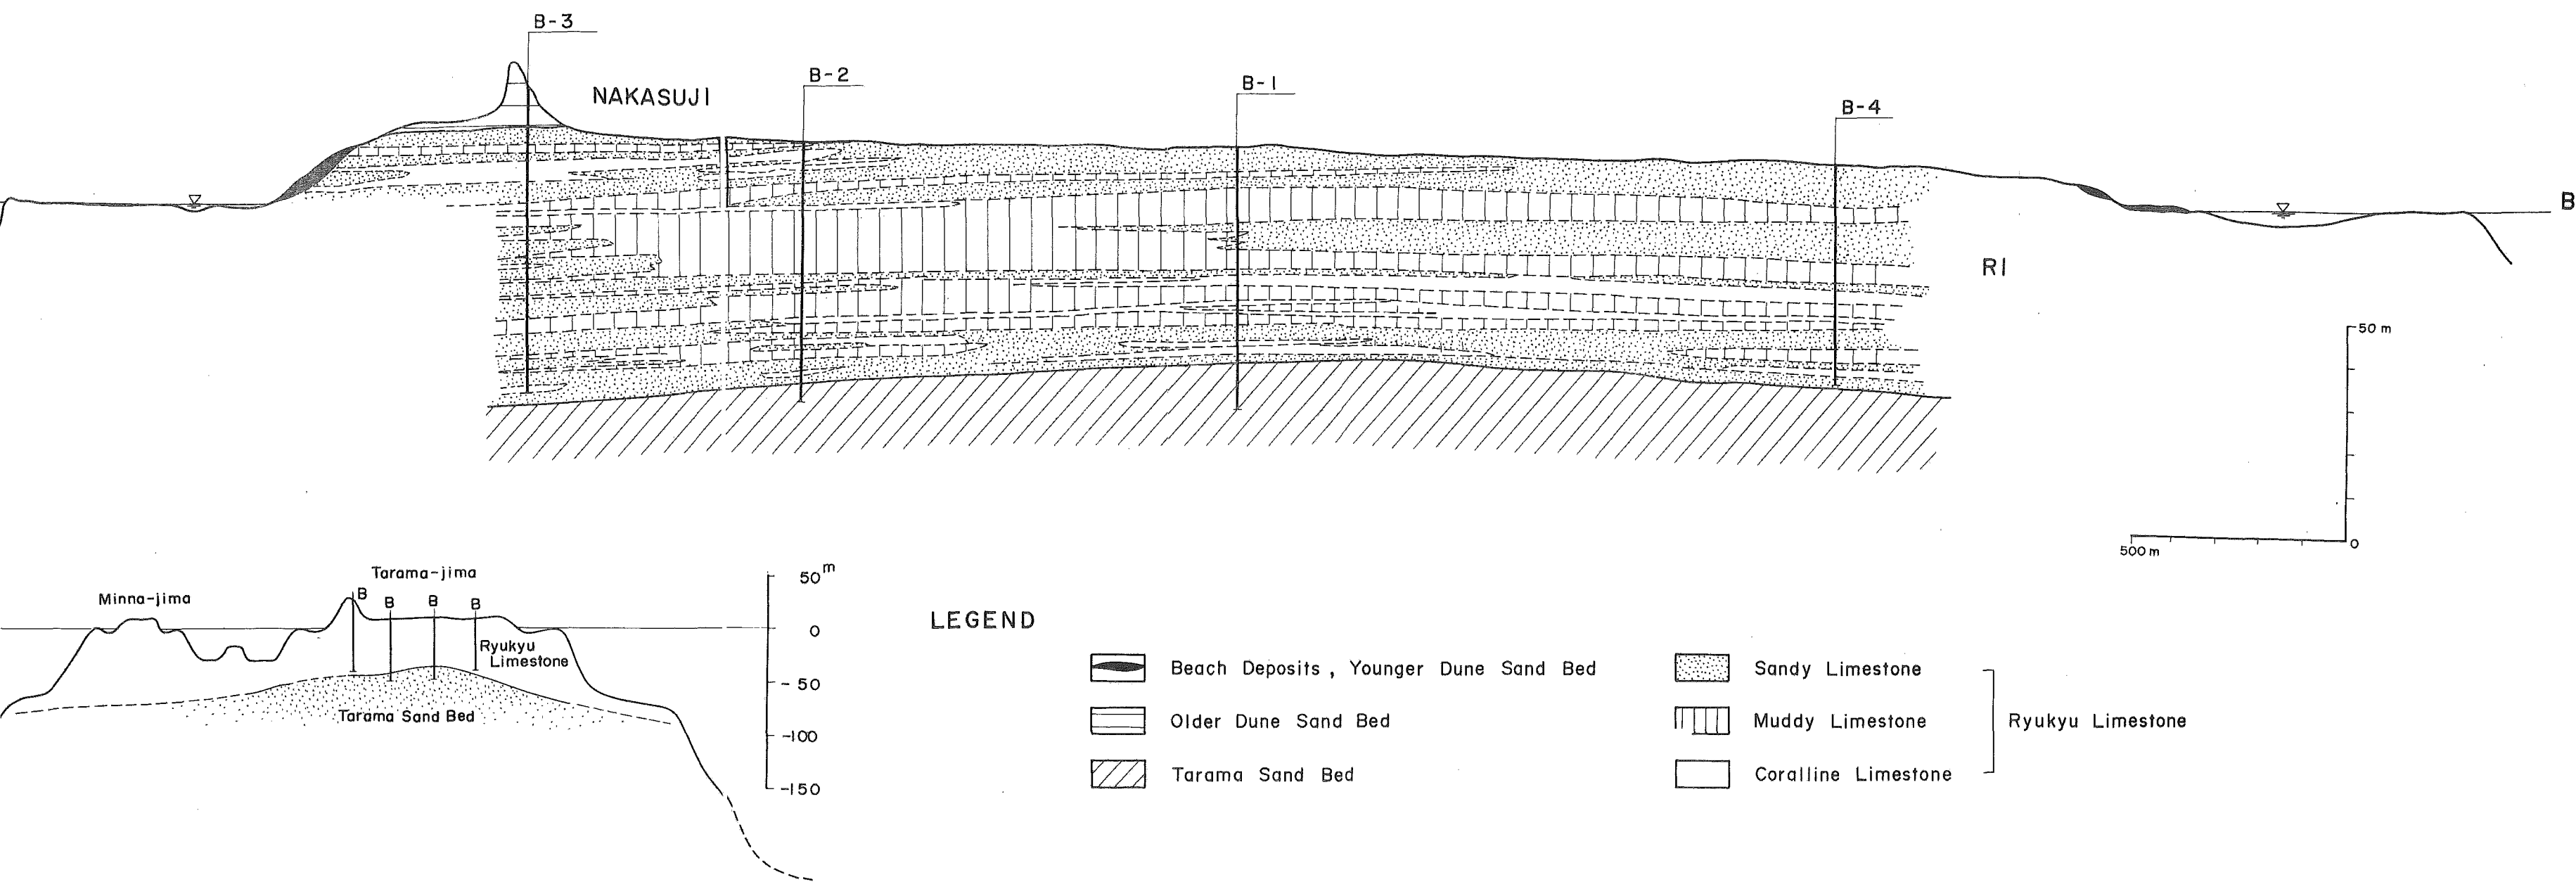 B-3
NAKASUJI
B-2
B-1
B-4
B
RI
50 m
0
500 m
Tarama-jima
Minna-jima
B
B
B
B
Ryukyu
Limestone
Tarama Sand Bed
50 m
0
-50
-100
-150
LEGEND
Beach Deposits , Younger Dune Sand Bed
Older Dune Sand Bed
Tarama Sand Bed
Sandy Limestone
Muddy Limestone
Coralline Limestone
Ryukyu Limestone